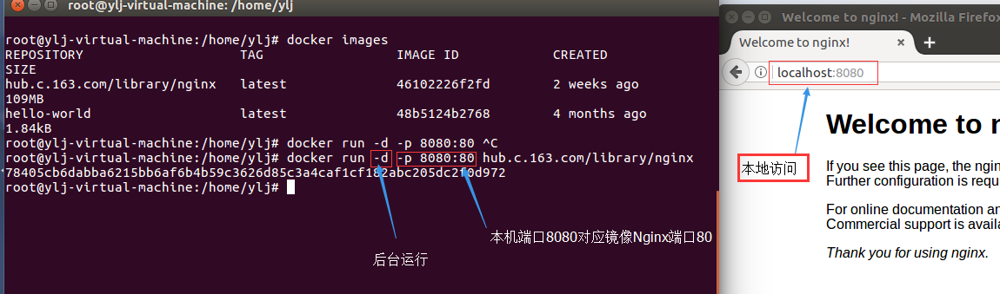 root@ylj-virtual-machine: /home/ylj
root@ylj-virtual-machine:/home/ylj# docker images
REPOSITORY TAG IMAGE ID CREATED
SIZE
hub.c.163.com/library/nginx latest 46102226f2fd 2 weeks ago
109MB
hello-world latest 48b5124b2768 4 months ago
1.84kB
root@ylj-virtual-machine:/home/ylj# docker run -d -p 8080:80 ^C
root@ylj-virtual-machine:/home/ylj# docker run -d -p 8080:80 hub.c.163.com/library/nginx
root@ylj-virtual-machine:/home/ylj#
本机端口8080对应镜像Nginx端口80
后台运行
Welcome to nginx! - Mozilla Firefox
Welcome to nginx!
localhost:8080
Welcome to n
本地访问
If you see this page, the ngin
Further configuration is requ
For online documentation an
Commercial support is availa
Thank you for using nginx.